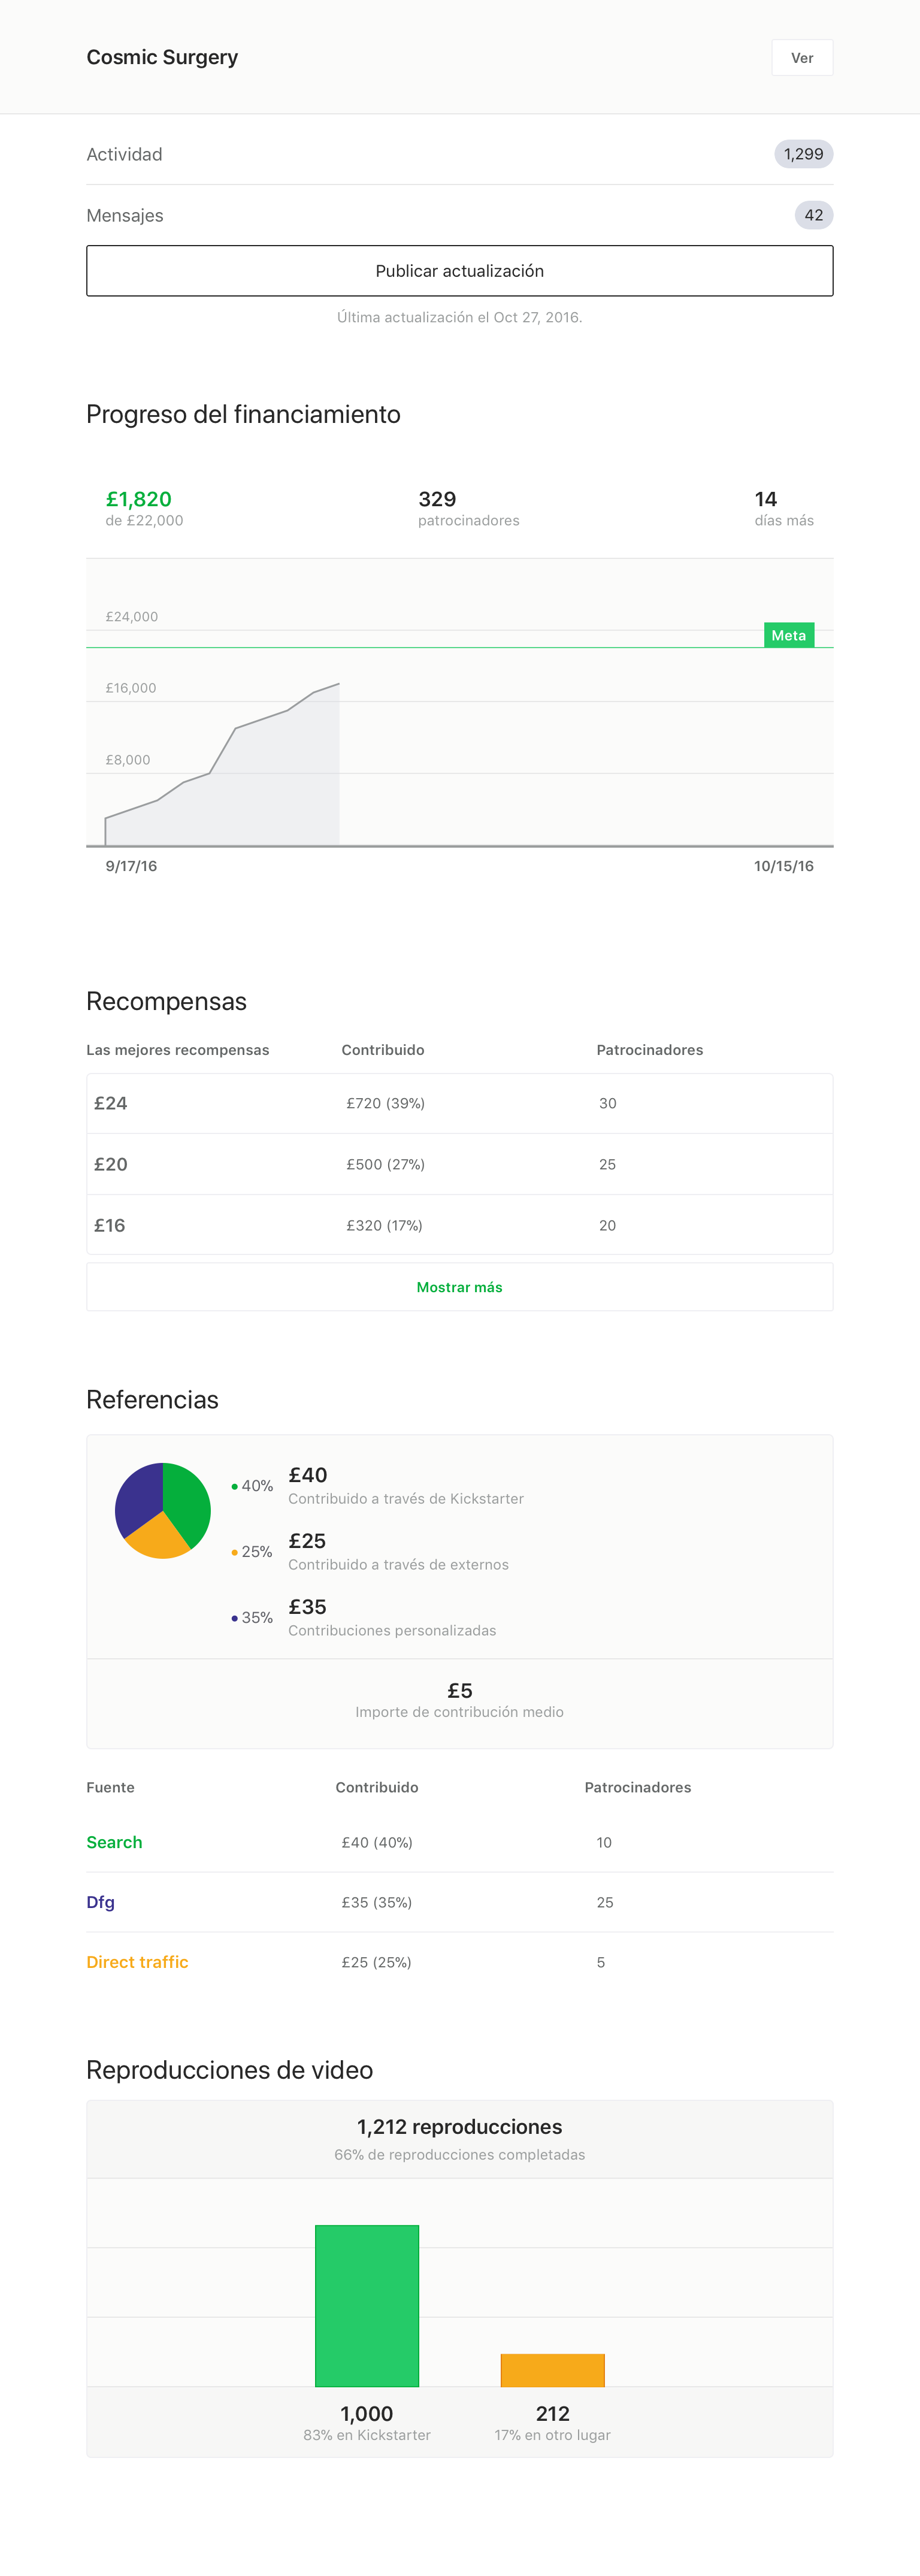 Cosmic Surgery
Ver
Actividad
1,299
Mensajes
42
Publicar actualización
Última actualización el Oct 27, 2016.
Progreso del financiamiento
£1,820
de £22,000
329
patrocinadores
14
días más
£24,000
Meta
£16,000
£8,000
9/17/16
10/15/16
Recompensas
Las mejores recompensas Contribuido Patrocinadores
£24 £720 (39%) 30
£20 £500 (27%) 25
£16 £320 (17%) 20
Mostrar más
Referencias
40%
£40
Contribuido a través de Kickstarter
25%
£25
Contribuido a través de externos
35%
£35
Contribuciones personalizadas
£5
Importe de contribución medio
Fuente Contribuido Patrocinadores
Search £40 (40%) 10
Dfg £35 (35%) 25
Direct traffic £25 (25%) 5
Reproducciones de video
1,212 reproducciones
66% de reproducciones completadas
1,000
83% en Kickstarter
212
17% en otro lugar